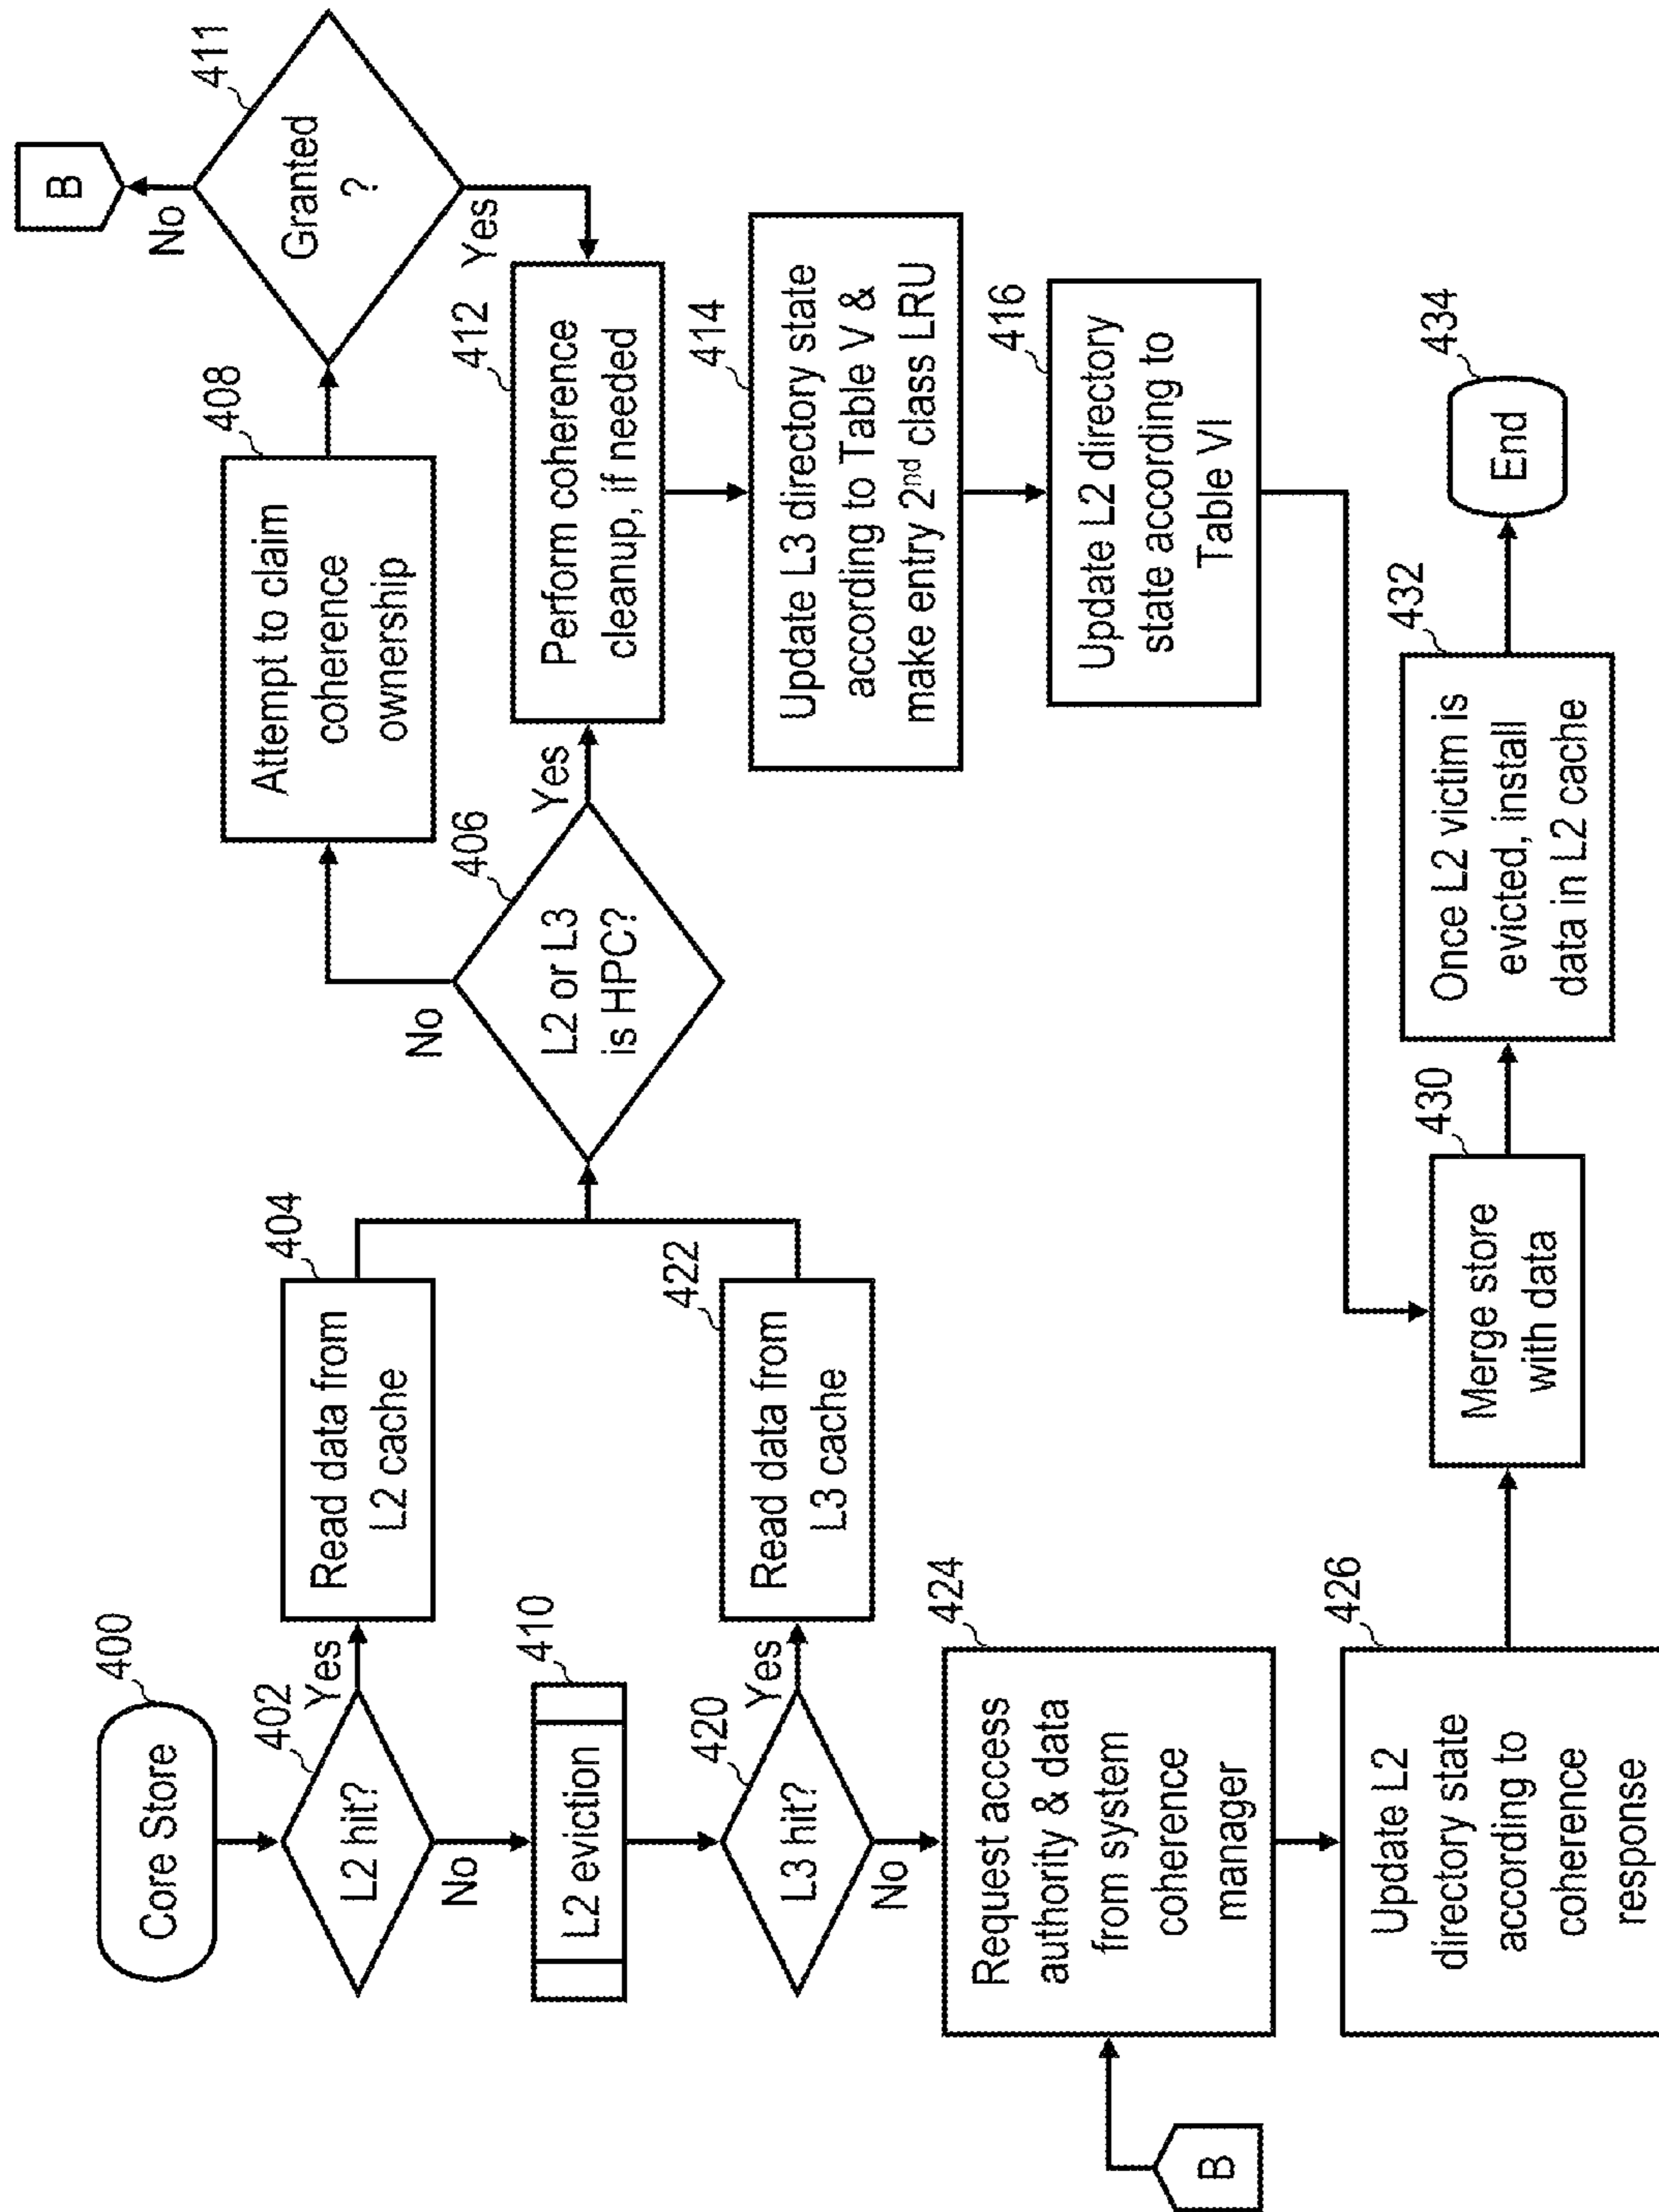 400
Core Store
402
L2 hit?
Yes
No
404
Read data from
L2 cache
410
L2 eviction
420
L3 hit?
Yes
No
422
Read data from
L3 cache
406
L2 or L3
is HPC?
No
Yes
408
Attempt to claim
coherence
ownership
411
Granted
?
No
B
Yes
412
Perform coherence
cleanup, if needed
414
Update L3 directory state
according to Table V &
make entry 2nd class LRU
416
Update L2 directory
state according to
Table VI
B
424
Request access
authority & data
from system
coherence
manager
426
Update L2
directory state
according to
coherence
response
430
Merge store
with data
432
Once L2 victim is
evicted, install
data in L2 cache
434
End